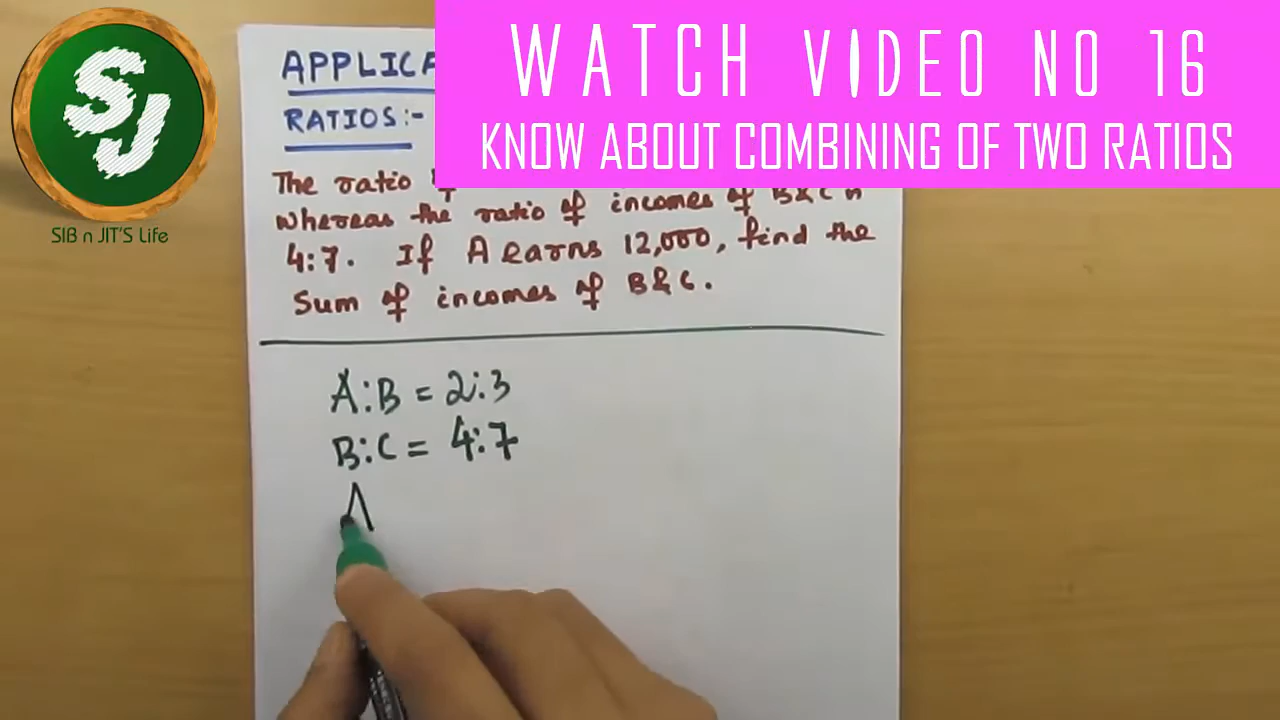 SJ
SIB n JIT'S Life
WATCH VIDEO NO 16
KNOW ABOUT COMBINING OF TWO RATIOS
APPLICA
RATIOS:-
The ratio
Whereas the ratio of incomes of B&C is
4:7. If A earns 12,000, find the
Sum of incomes of B&C.
A:B = 2:3
B:C = 4:7
A